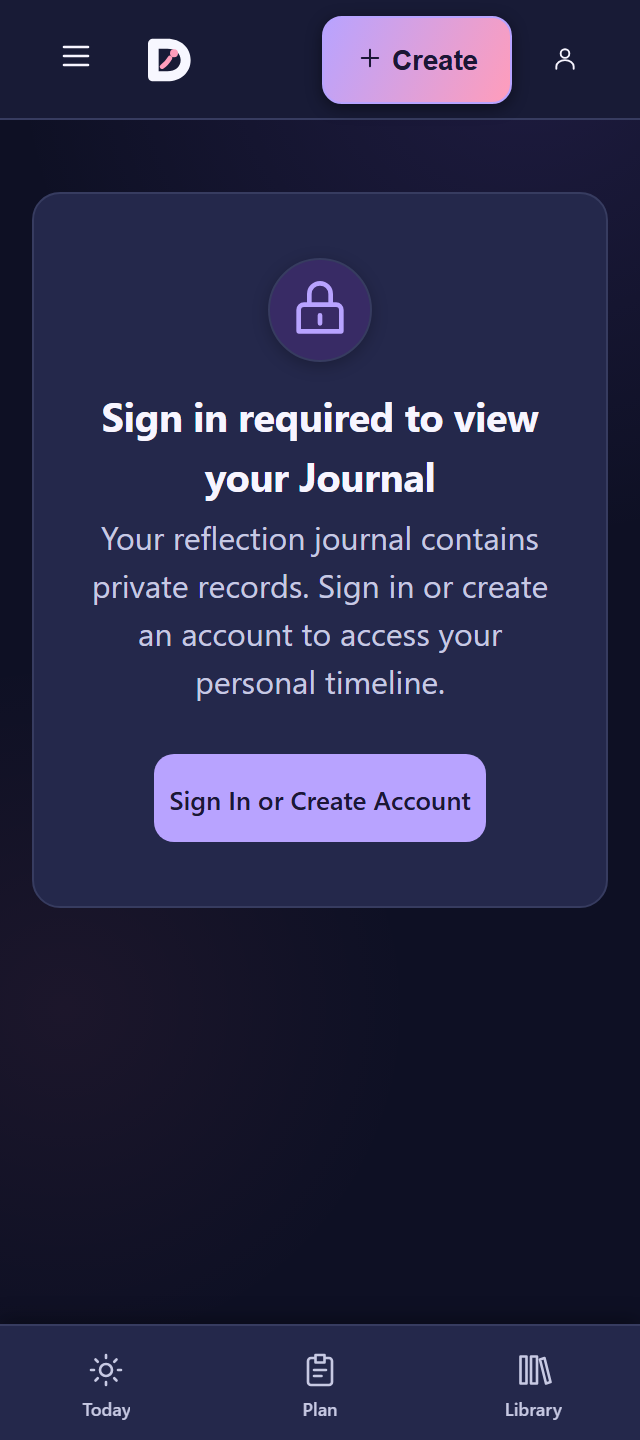 D
Create
Sign in required to view
your Journal
Your reflection journal contains
private records. Sign in or create
an account to access your
personal timeline.
Sign In or Create Account
Today
Plan
Library